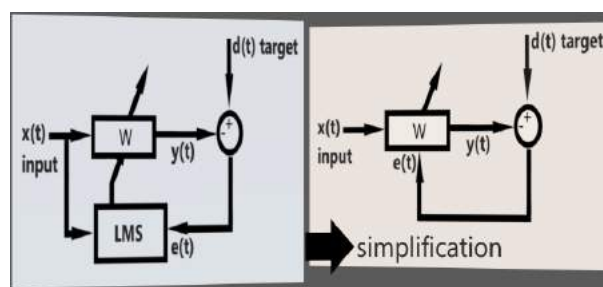 d(t) target
x(t)
input
W
+
-
y(t)
LMS
e(t)
d(t) target
x(t)
input
W
+
-
y(t)
e(t)
simplification